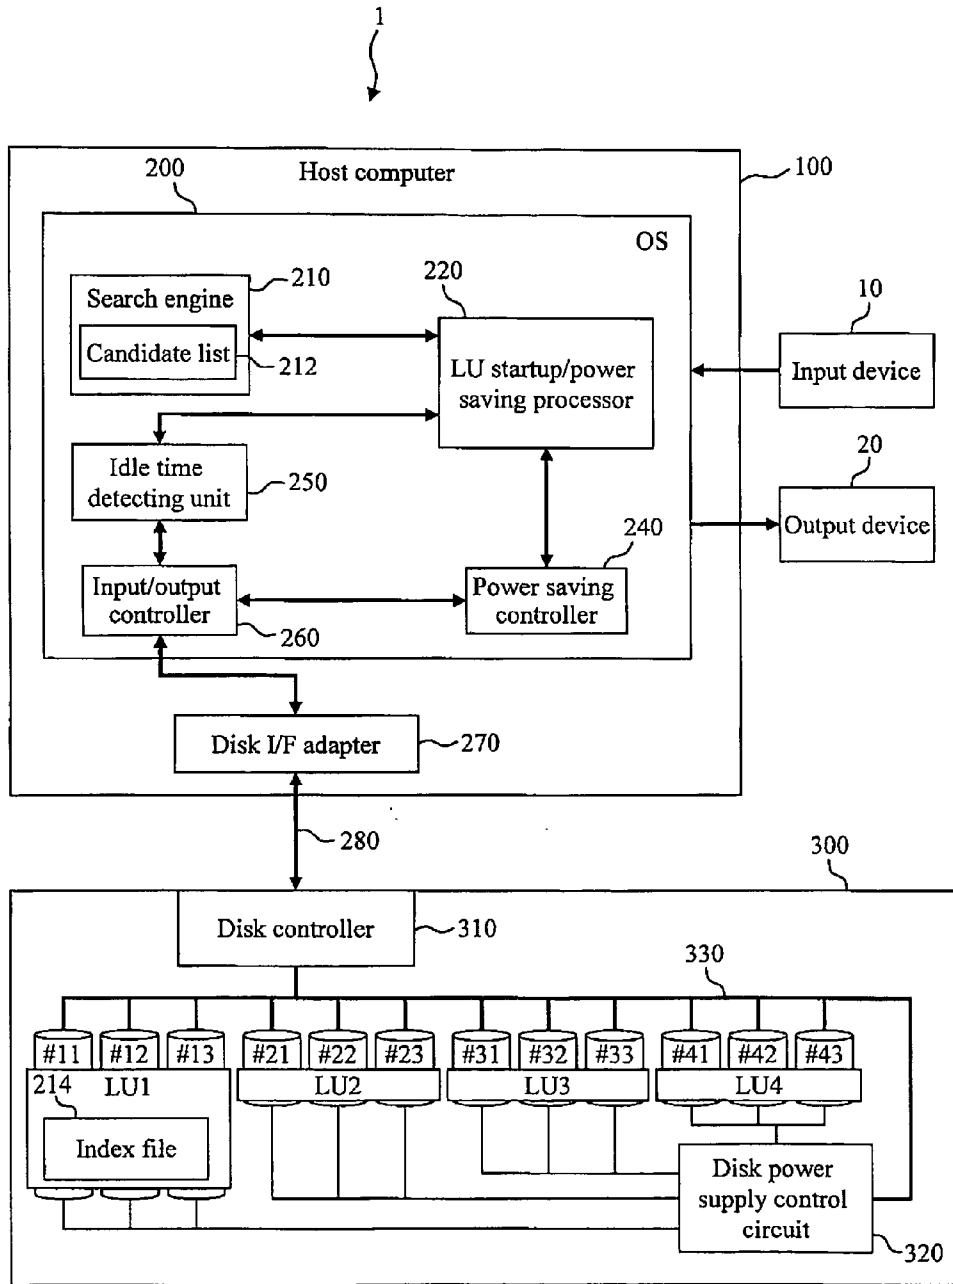 1
200
Host computer
100
OS
210
220
Search engine
10
Candidate list
212
LU startup/power
saving processor
Input device
Idle time
detecting unit
250
20
Output device
240
Input/output
controller
260
Power saving
controller
Disk I/F adapter
270
280
300
Disk controller
310
330
#11 #12 #13 #21 #22 #23 #31 #32 #33 #41 #42 #43
214
LU1
LU2
LU3
LU4
Index file
Disk power
supply control
circuit
320